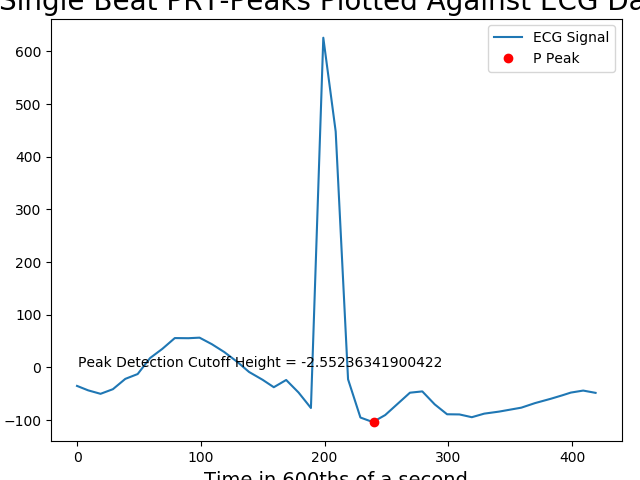 Single Beat PRT-Peaks Plotted Against ECG Da
ECG Signal
P Peak
600
500
400
300
200
100
0
−100
Peak Detection Cutoff Height = -2.55236341900422
0 100 200 300 400
Time in 600ths of a second